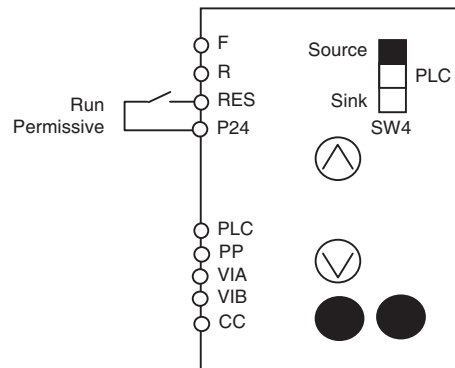 F
R
RES
P24
Run
Permissive
PLC
PP
VIA
VIB
CC
Source
PLC
Sink
SW4